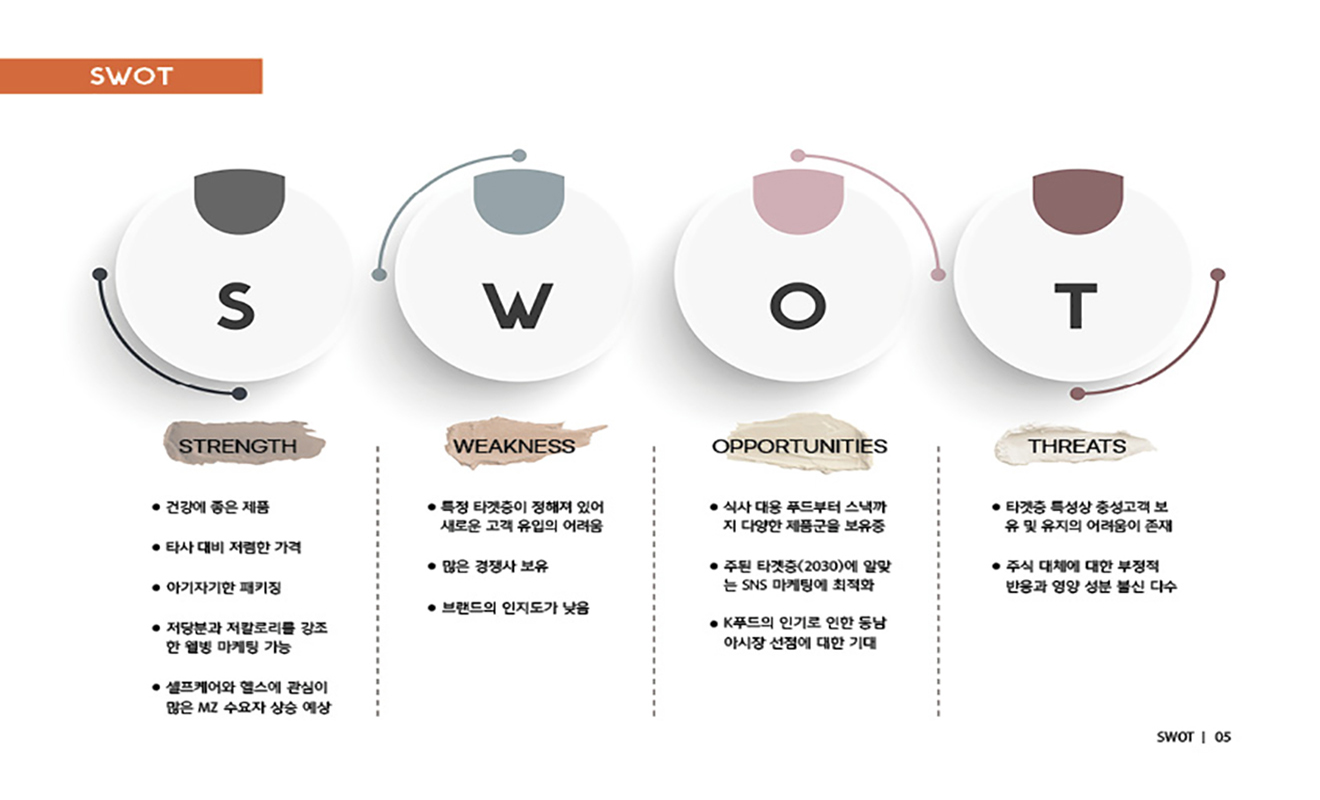 SWOT
S
W
O
T
STRENGTH
● 건강에 좋은 제품
● 타사 대비 저렴한 가격
● 아기자기한 패키징
● 저당분과 저칼로리를 강조
한 웰빙 마케팅 가능
● 셀프케어와 헬스에 관심이
많은 MZ 수요자 상승 예상
WEAKNESS
● 특정 타겟층이 정해져 있어
새로운 고객 유입의 어려움
● 많은 경쟁사 보유
● 브랜드의 인지도가 낮음
OPPORTUNITIES
● 식사 대용 푸드부터 스낵까
지 다양한 제품군을 보유중
● 주된 타겟층(2030)에 알맞
는 SNS 마케팅에 최적화
● K푸드의 인기로 인한 동남
아시장 선점에 대한 기대
THREATS
● 타겟층 특성상 충성고객 보
유 및 유지의 어려움이 존재
● 주식 대체에 대한 부정적
반응과 영양 성분 불신 다수
SWOT | 05